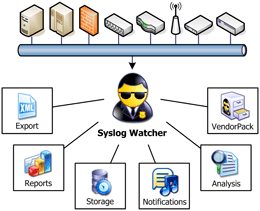 XML
Export
Syslog Watcher
VendorPack
Reports
Storage
Notifications
Analysis